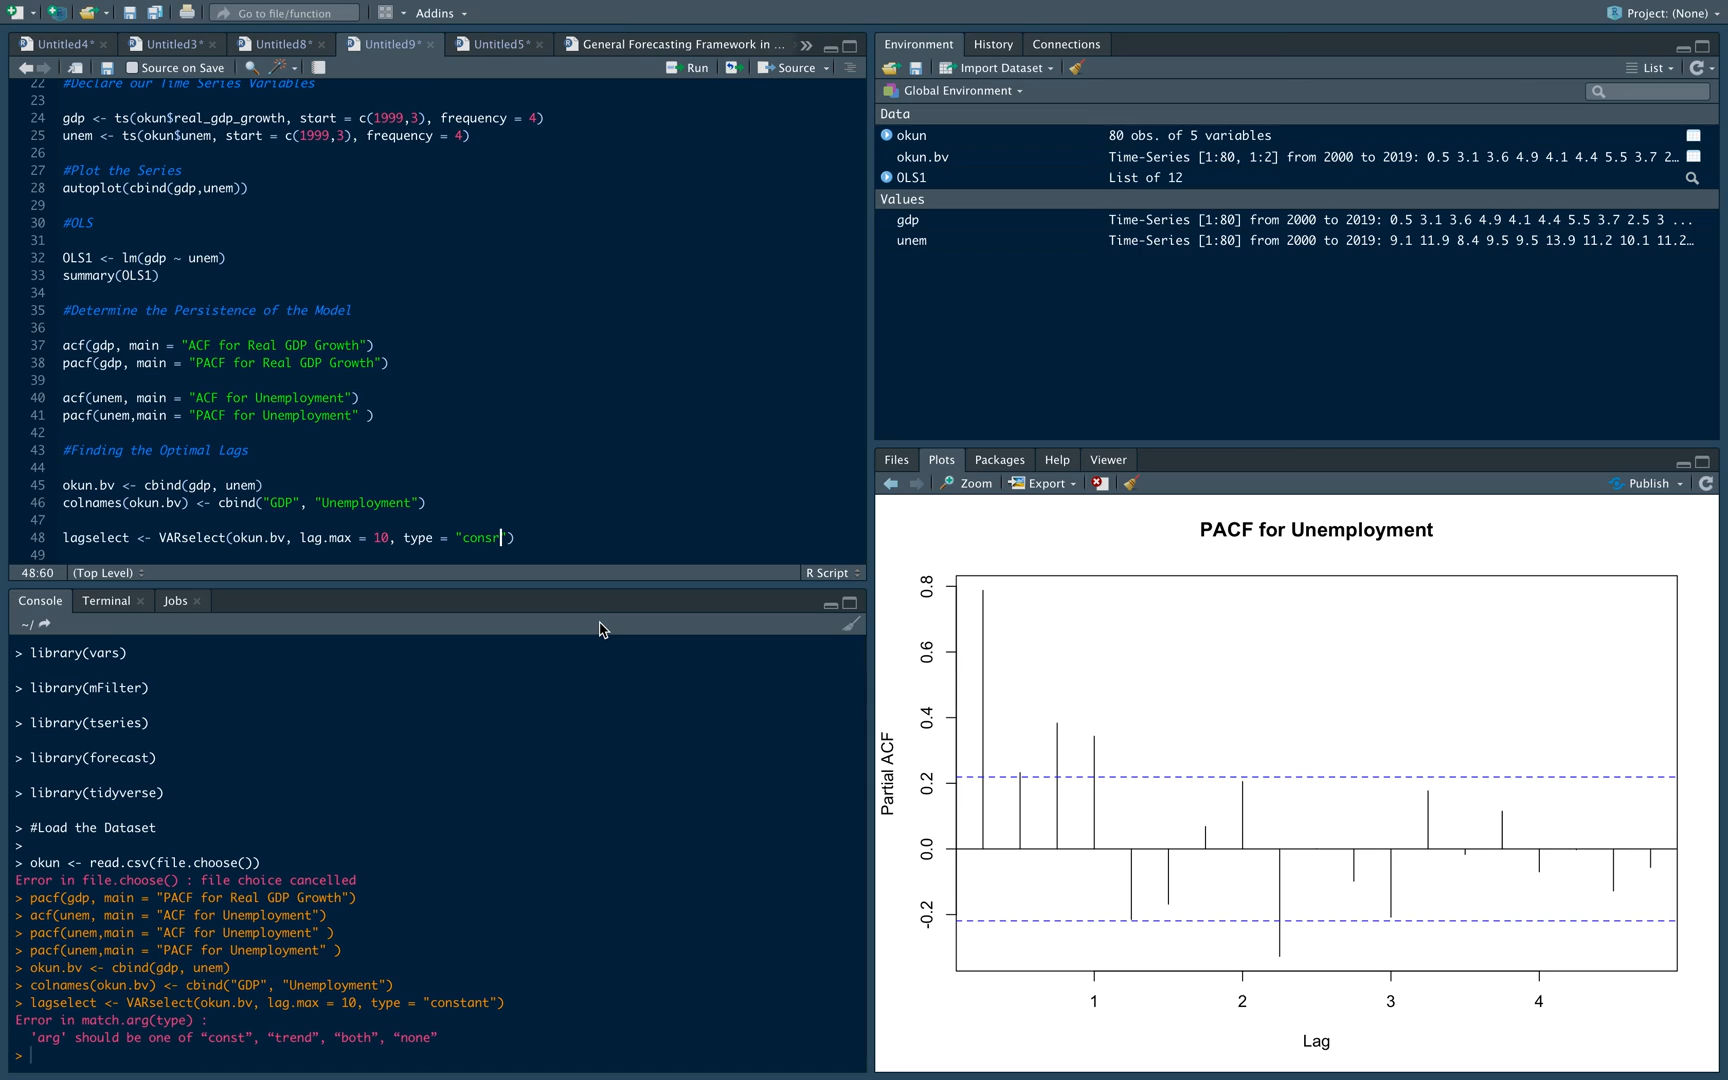 Go to file/function
Addins
Project: (None)
Untitled4*
Untitled3*
Untitled8*
Untitled9*
Untitled5*
General Forecasting Framework in ...
Source on Save
Run
Source
22 #Declare our Time Series Variables
23
24 gdp <- ts(okun$real_gdp_growth, start = c(1999,3), frequency = 4)
25 unem <- ts(okun$unem, start = c(1999,3), frequency = 4)
26
27 #Plot the Series
28 autoplot(cbind(gdp,unem))
29
30 #OLS
31
32 OLS1 <- lm(gdp ~ unem)
33 summary(OLS1)
34
35 #Determine the Persistence of the Model
36
37 acf(gdp, main = "ACF for Real GDP Growth")
38 pacf(gdp, main = "PACF for Real GDP Growth")
39
40 acf(unem, main = "ACF for Unemployment")
41 pacf(unem,main = "PACF for Unemployment" )
42
43 #Finding the Optimal Lags
44
45 okun.bv <- cbind(gdp, unem)
46 colnames(okun.bv) <- cbind("GDP", "Unemployment")
47
48 lagselect <- VARselect(okun.bv, lag.max = 10, type = "consr")
49
48:60
(Top Level)
R Script
Console
Terminal
Jobs
~/
> library(vars)
> library(mFilter)
> library(tseries)
> library(forecast)
> library(tidyverse)
> #Load the Dataset
>
> okun <- read.csv(file.choose())
Error in file.choose() : file choice cancelled
> pacf(gdp, main = "PACF for Real GDP Growth")
> acf(unem, main = "ACF for Unemployment")
> pacf(unem,main = "ACF for Unemployment" )
> pacf(unem,main = "PACF for Unemployment" )
> okun.bv <- cbind(gdp, unem)
> colnames(okun.bv) <- cbind("GDP", "Unemployment")
> lagselect <- VARselect(okun.bv, lag.max = 10, type = "constant")
Error in match.arg(type) :
'arg' should be one of “const”, “trend”, “both”, “none”
>
Environment
History
Connections
Import Dataset
List
Global Environment
Data
okun 80 obs. of 5 variables
okun.bv Time-Series [1:80, 1:2] from 2000 to 2019: 0.5 3.1 3.6 4.9 4.1 4.4 5.5 3.7 2…
OLS1 List of 12
Values
gdp Time-Series [1:80] from 2000 to 2019: 0.5 3.1 3.6 4.9 4.1 4.4 5.5 3.7 2.5 3 ...
unem Time-Series [1:80] from 2000 to 2019: 9.1 11.9 8.4 9.5 9.5 13.9 11.2 10.1 11.2…
Files
Plots
Packages
Help
Viewer
Zoom
Export
Publish
PACF for Unemployment
Partial ACF
0.8
0.6
0.4
0.2
0.0
-0.2
1 2 3 4
Lag